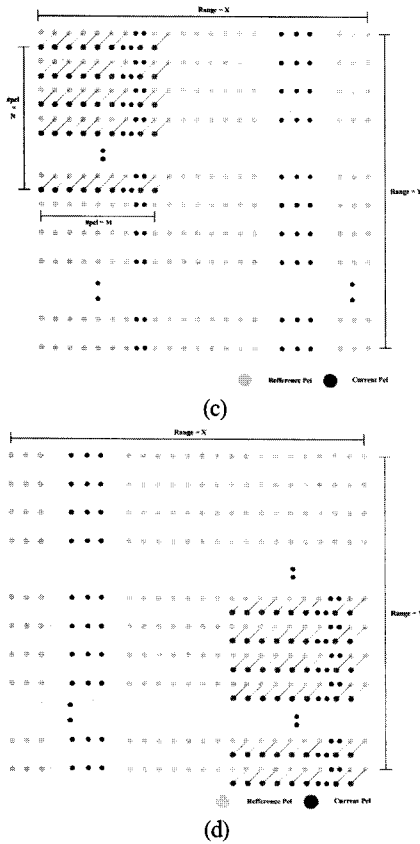 Range = X
#pel = N
Range = Y
#pel = M
Refference Pel
Current Pel
(c)
Range = X
Range = Y
Refference Pel
Current Pel
(d)